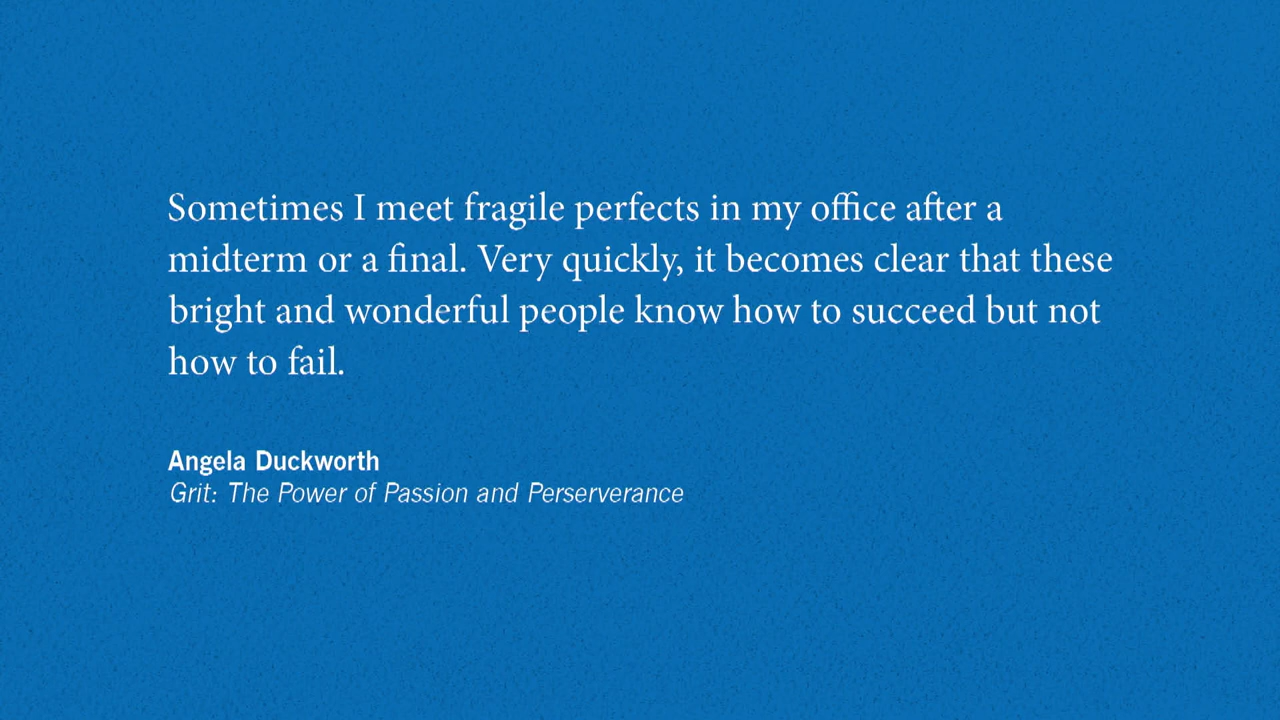 Sometimes I meet fragile perfects in my office after a
midterm or a final. Very quickly, it becomes clear that these
bright and wonderful people know how to succeed but not
how to fail.
Angela Duckworth
Grit: The Power of Passion and Perserverance